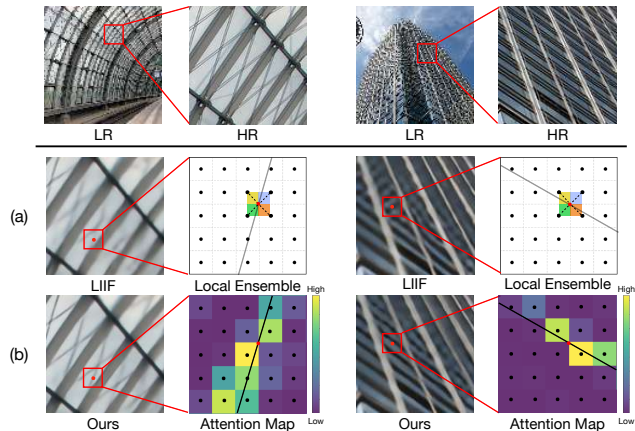 LR
HR
LR
HR
(a)
LIIF
Local Ensemble
LIIF
Local Ensemble
High
High
(b)
Ours
Attention Map
Low
Ours
Attention Map
Low